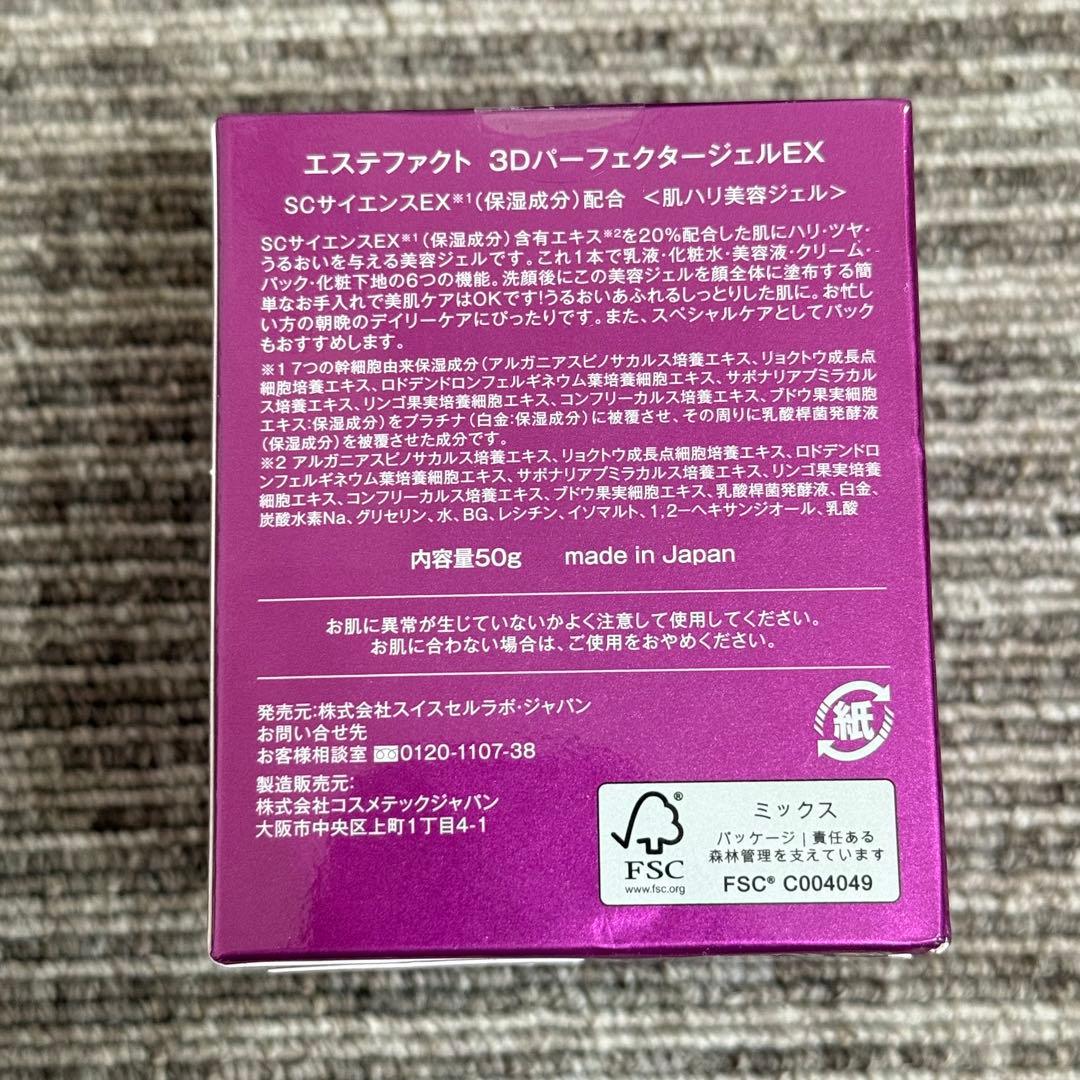 エステファクト 3DパーフェクタージェルEX
SCサイエンスEX※1(保湿成分)配合 <肌ハリ美容ジェル>
SCサイエンスEX※1(保湿成分)含有エキス※2を20%配合した肌にハリ・ツヤ・
うるおいを与える美容ジェルです。これ1本で乳液・化粧水・美容液・クリーム・
パック・化粧下地の6つの機能。洗顔後にこの美容ジェルを顔全体に塗布する簡
単なお手入れで美肌ケアはOKです!うるおいあふれるしっとりした肌に。お忙し
い方の朝晩のデイリーケアにぴったりです。また、スペシャルケアとしてパック
もおすすめします。
※1 7つの幹細胞由来保湿成分(アルガニアスピノサカルス培養エキス、リョクトウ成長点
細胞培養エキス、ロドデンドロンフェルギネウム葉培養細胞エキス、サポナリアプミラカル
ス培養エキス、リンゴ果実培養細胞エキス、コンフリーカルス培養エキス、ブドウ果実細胞
エキス:保湿成分)をプラチナ(白金:保湿成分)に被覆させ、その周りに乳酸桿菌発酵液
(保湿成分)を被覆させた成分です。
※2 アルガニアスピノサカルス培養エキス、リョクトウ成長点細胞培養エキス、ロドデンドロ
ンフェルギネウム葉培養細胞エキス、サポナリアプミラカルス培養エキス、リンゴ果実培養
細胞エキス、コンフリーカルス培養エキス、ブドウ果実細胞エキス、乳酸桿菌発酵液、白金、
炭酸水素Na、グリセリン、水、BG、レシチン、イソマルト、1,2-ヘキサンジオール、乳酸
内容量50g made in Japan
お肌に異常が生じていないかよく注意して使用してください。
お肌に合わない場合は、ご使用をおやめください。
発売元:株式会社スイスセルラボ・ジャパン
お問い合せ先
お客様相談室 0120-1107-38
製造販売元:
株式会社コスメテックジャパン
大阪市中央区上町1丁目4-1
紙
FSC®
www.fsc.org
ミックス
パッケージ | 責任ある
森林管理を支えています
FSC® C004049